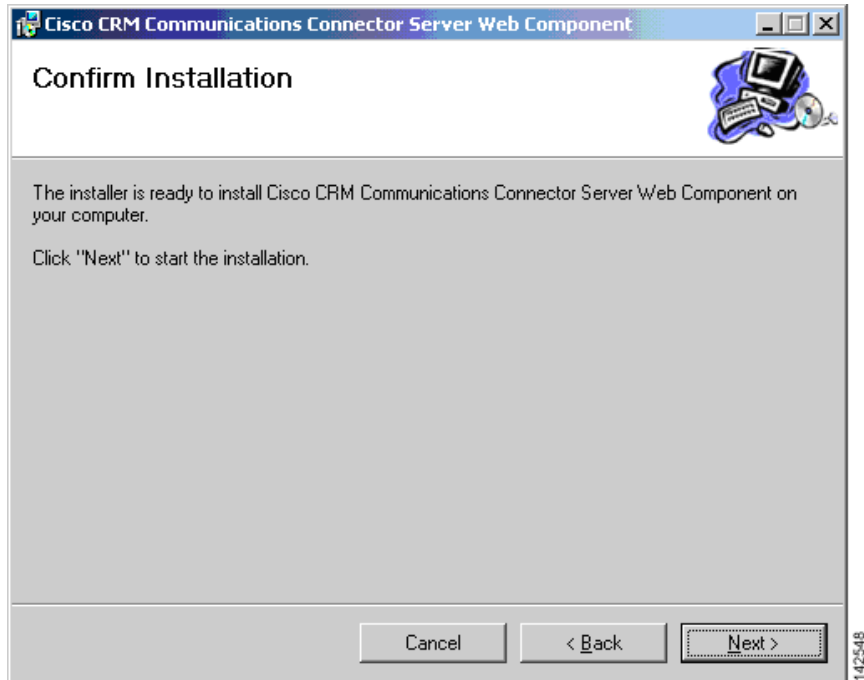 Cisco CRM Communications Connector Server Web Component
Confirm Installation
The installer is ready to install Cisco CRM Communications Connector Server Web Component on
your computer.
Click "Next" to start the installation.
Cancel
< Back
Next >
142548